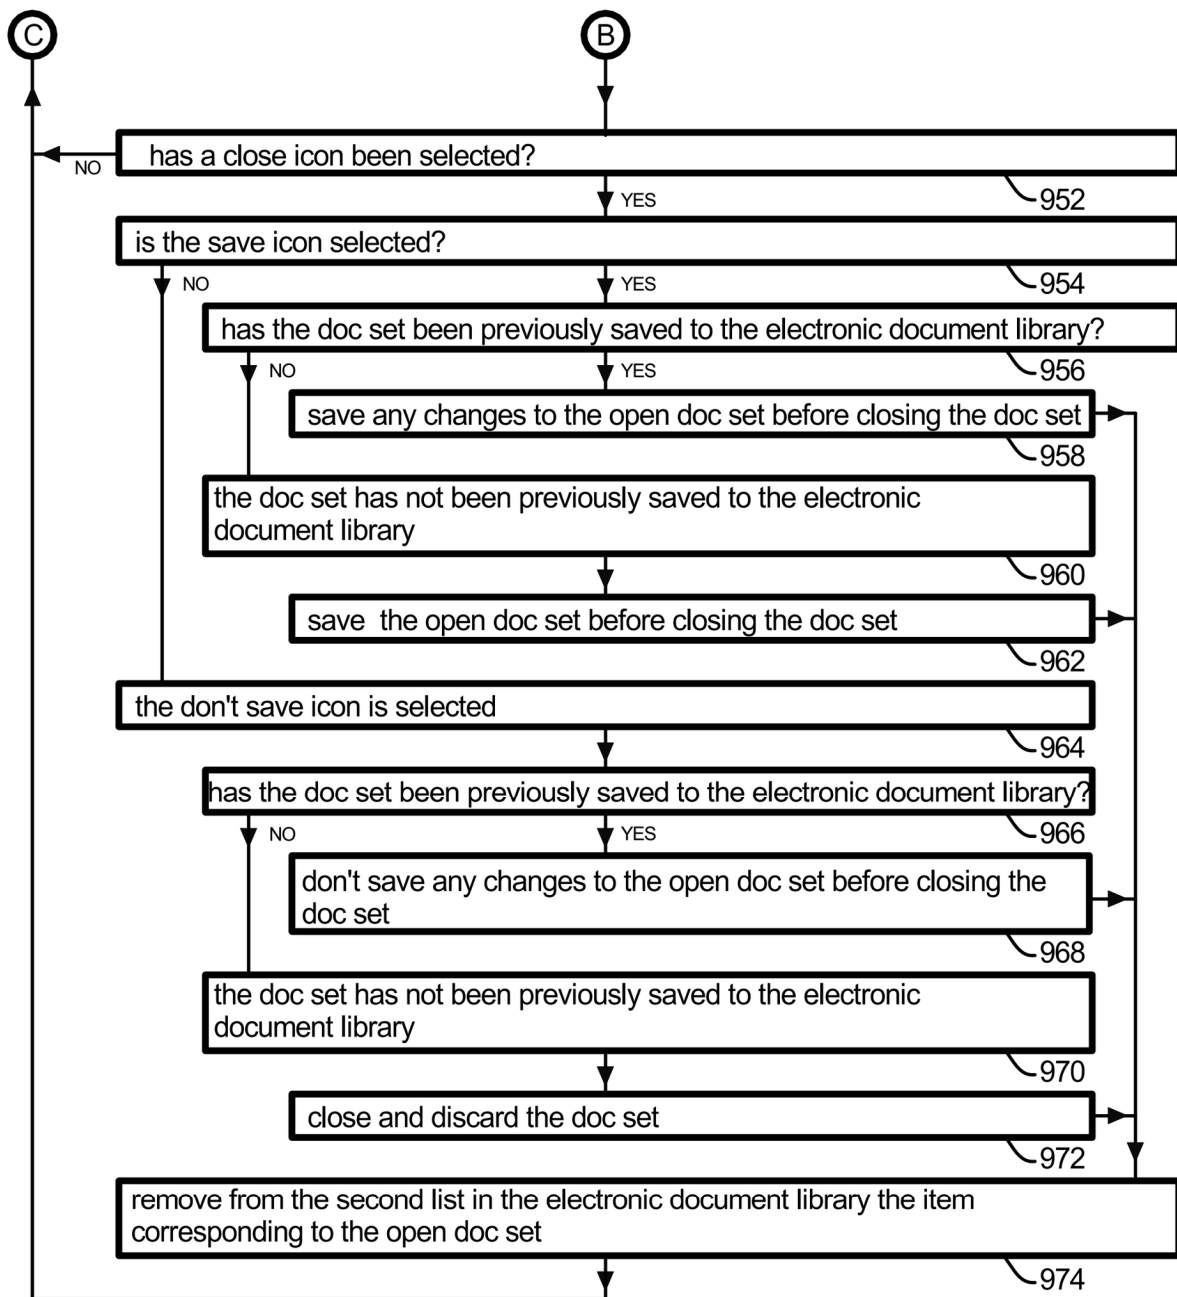 C
B
has a close icon been selected?
NO
952
YES
is the save icon selected?
954
NO
YES
has the doc set been previously saved to the electronic document library?
956
NO
YES
save any changes to the open doc set before closing the doc set
958
the doc set has not been previously saved to the electronic
document library
960
save the open doc set before closing the doc set
962
the don't save icon is selected
964
has the doc set been previously saved to the electronic document library?
966
NO
YES
don't save any changes to the open doc set before closing the
doc set
968
the doc set has not been previously saved to the electronic
document library
970
close and discard the doc set
972
remove from the second list in the electronic document library the item
corresponding to the open doc set
974